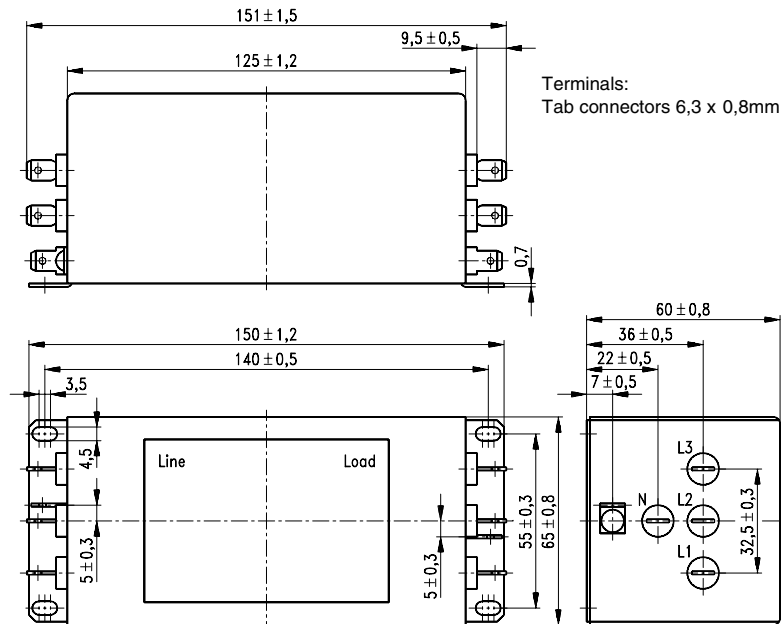 151±1,5
9,5±0,5
125±1,2
Terminals:
Tab connectors 6,3 x 0,8mm
0,7
150±1,2
140±0,5
3,5
4,5
5±0,3
Line
Load
5±0,3
55±0,3
65±0,8
60±0,8
36±0,5
22±0,5
7±0,5
L3
N
L2
L1
32,5±0,3